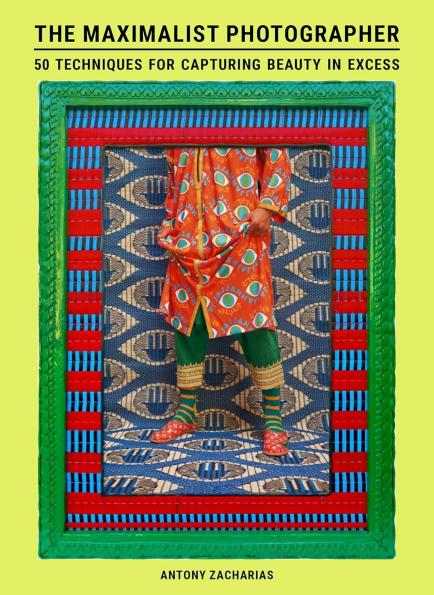 THE MAXIMALIST PHOTOGRAPHER
50 TECHNIQUES FOR CAPTURING BEAUTY IN EXCESS
ANTONY ZACHARIAS